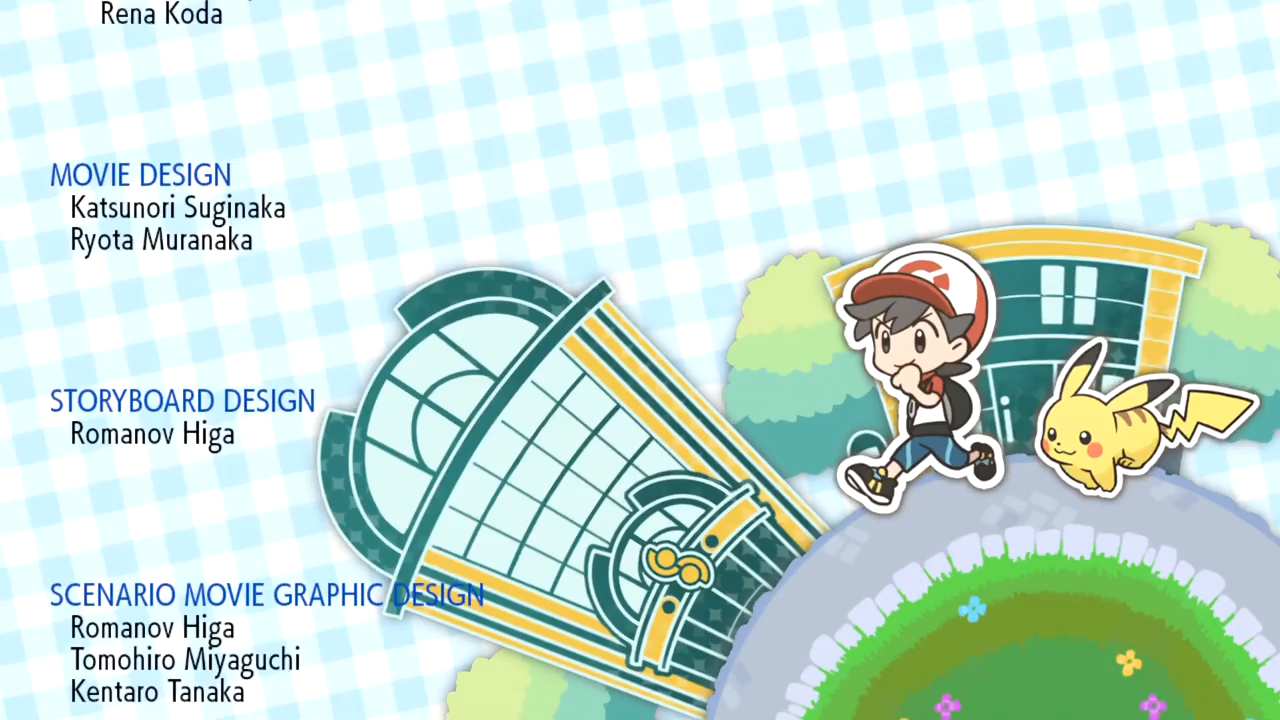 Rena Koda
MOVIE DESIGN
Katsunori Suginaka
Ryota Muranaka
STORYBOARD DESIGN
Romanov Higa
SCENARIO MOVIE GRAPHIC DESIGN
Romanov Higa
Tomohiro Miyaguchi
Kentaro Tanaka